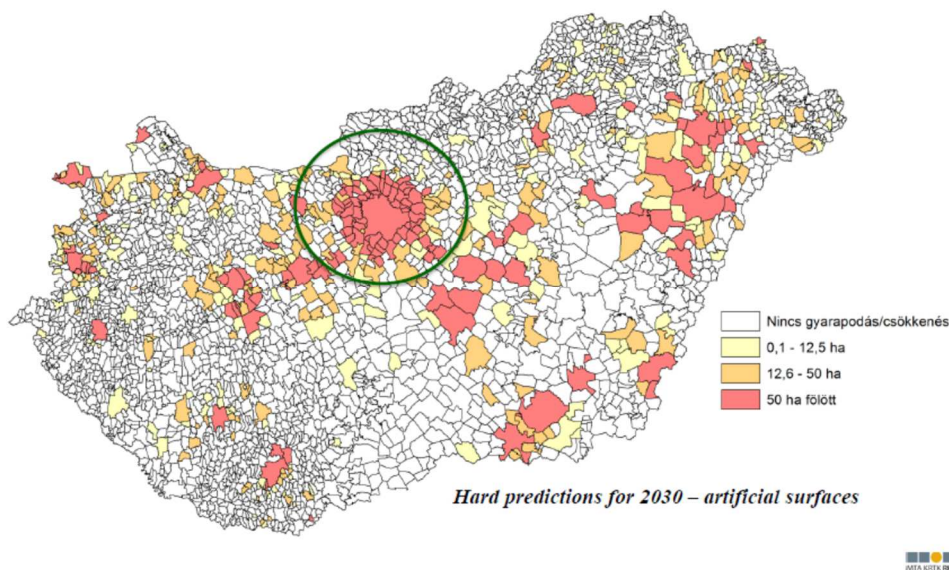 Nincs gyarapodás/csökkenés
0,1 - 12,5 ha
12,6 - 50 ha
50 ha fölött
Hard predictions for 2030 – artificial surfaces